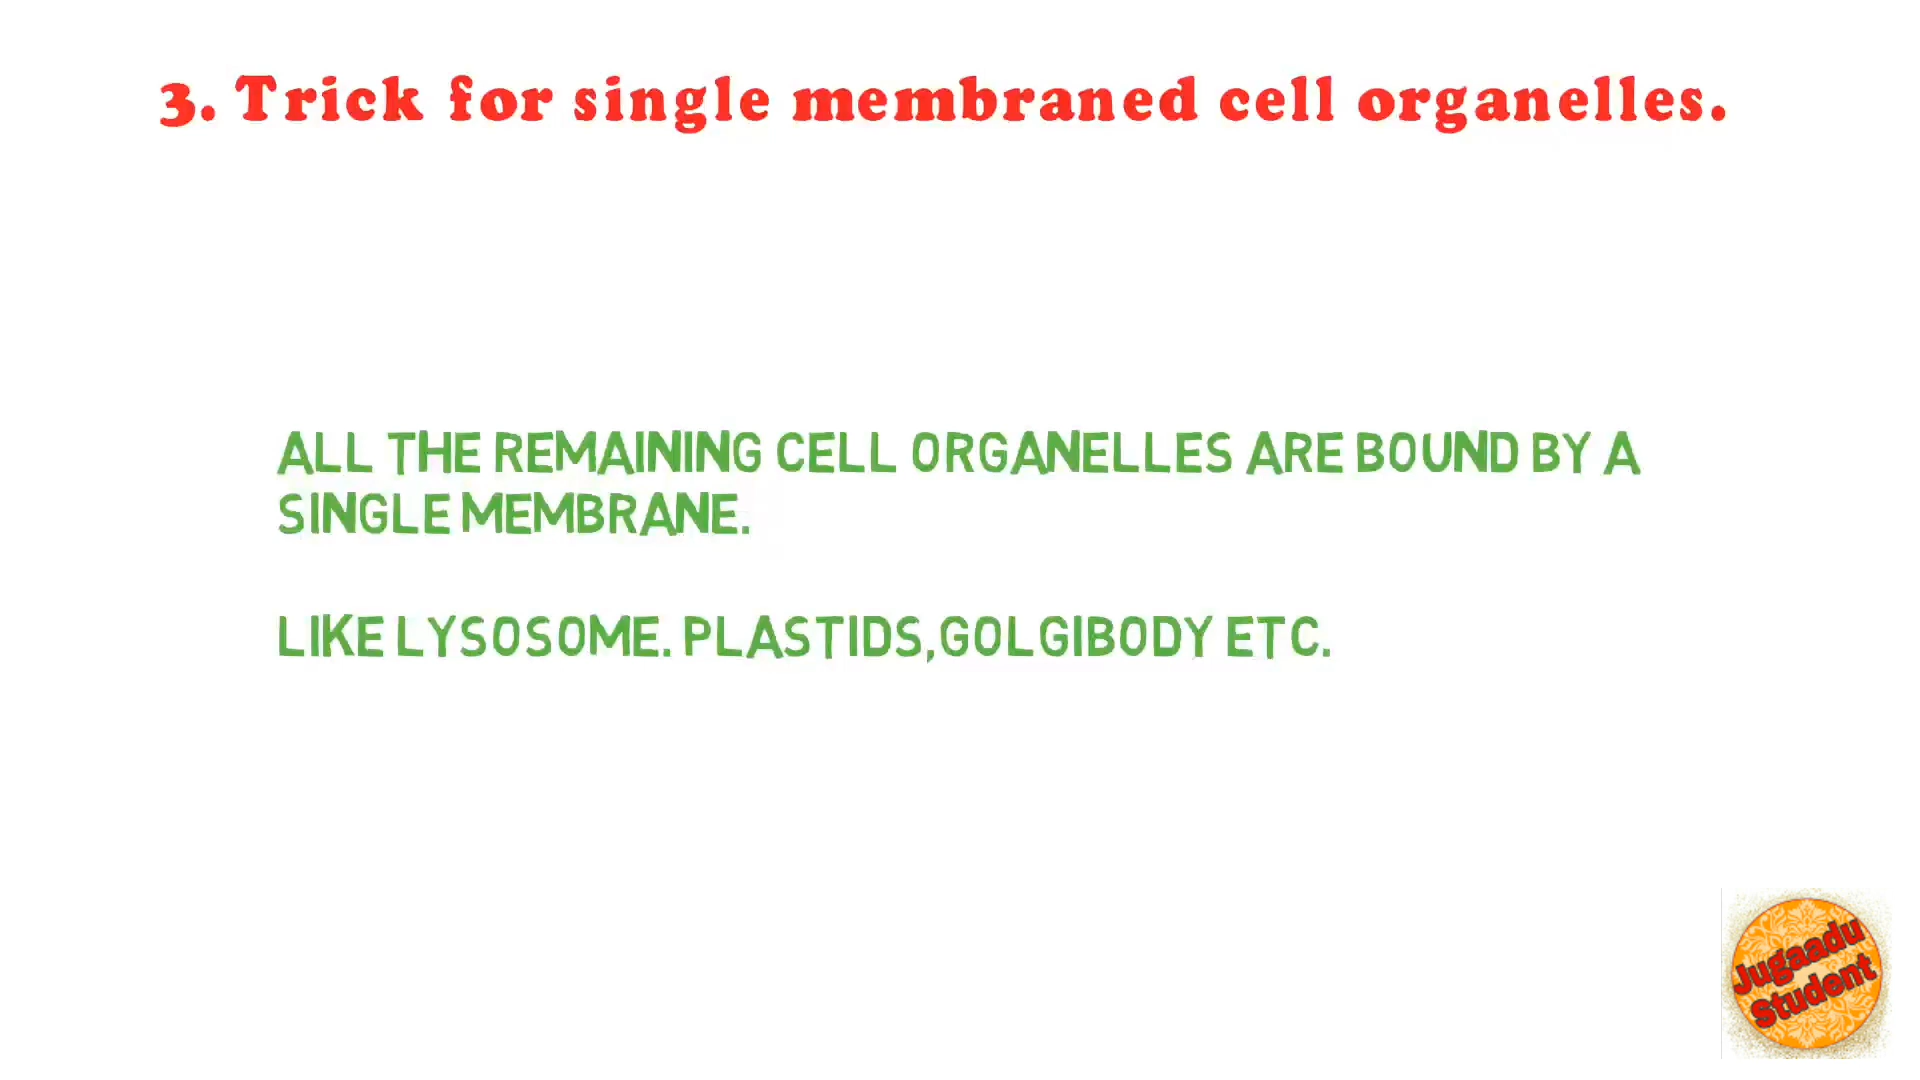 3. Trick for single membraned cell organelles.
ALL THE REMAINING CELL ORGANELLES ARE BOUND BY A
SINGLE MEMBRANE.
LIKE LYSOSOME. PLASTIDS,GOLGIBODY ETC.
Jugaadu
Student